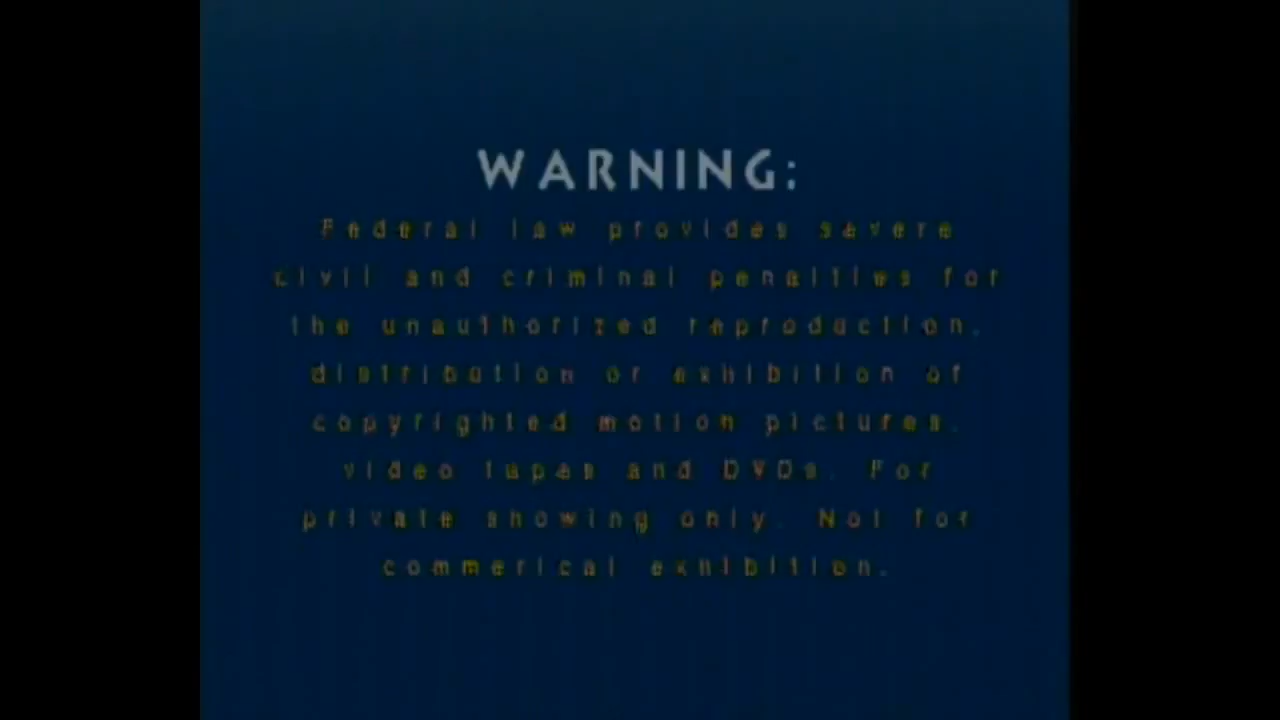 WARNING:
Federal law provides severe
civil and criminal penalties for
the unauthorized reproduction,
distribution or exhibition of
copyrighted motion pictures,
video tapes and DVDs. For
private showing only. Not for
commerical exhibition.